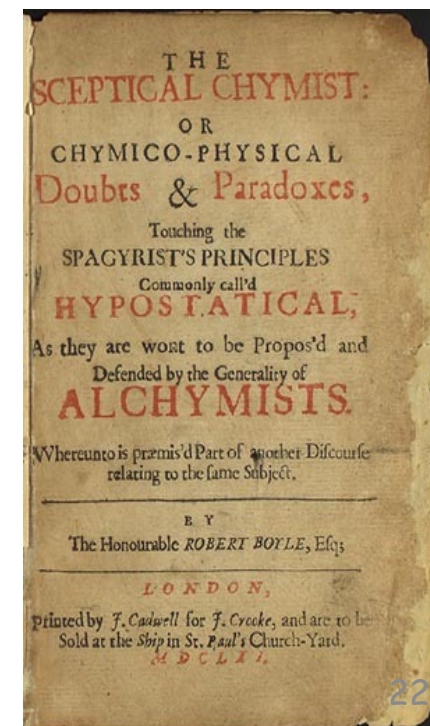 THE
SCEPTICAL CHYMIST:
OR
CHYMICO-PHYSICAL
Doubts & Paradoxes,
Touching the
SPAGYRIST'S PRINCIPLES
Commonly call'd
HYPOSTATICAL,
As they are wont to be Propos'd and
Defended by the Generality of
ALCHYMISTS.
Whereunto is præmis'd Part of another Discourſe
relating to the ſame Subject.
BY
The Honourable ROBERT BOYLE, Eſq;
LONDON,
Printed by J. Cadwell for J. Crooke, and are to be
Sold at the Ship in St. Paul's Church-Yard.
MDCLXI.
22